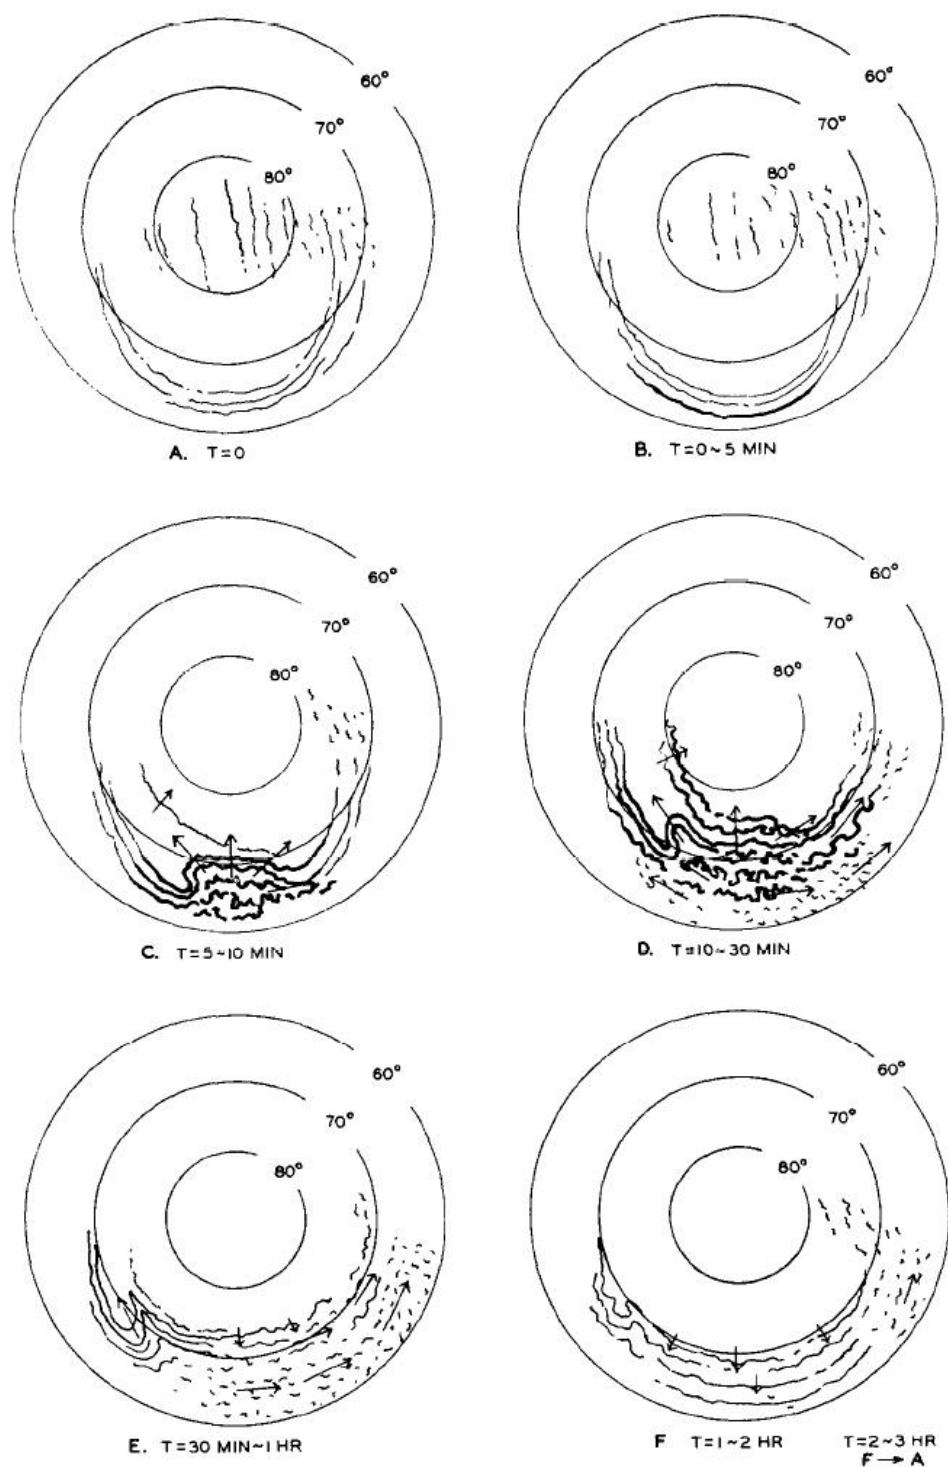 60°
70°
80°
A. T=0
60°
70°
80°
B. T=0~5 MIN
60°
70°
80°
C. T=5~10 MIN
60°
70°
80°
D. T=10~30 MIN
60°
70°
80°
E. T=30 MIN~1 HR
60°
70°
80°
F T=1~2 HR
T=2~3 HR
F → A